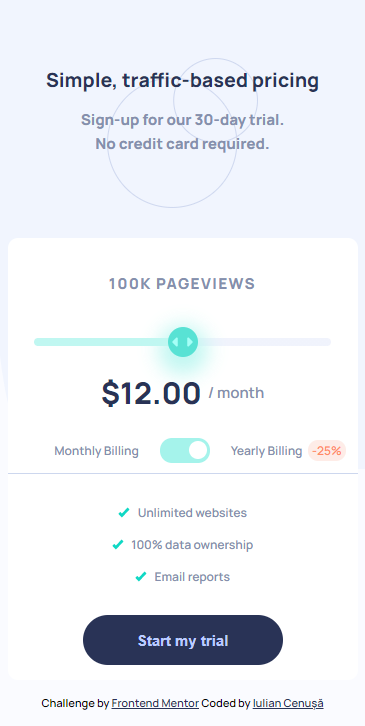 Simple, traffic-based pricing
Sign-up for our 30-day trial.
No credit card required.
100K PAGEVIEWS
$12.00 / month
Monthly Billing Yearly Billing -25%
Unlimited websites
100% data ownership
Email reports
Start my trial
Challenge by Frontend Mentor Coded by Iulian Cenușă